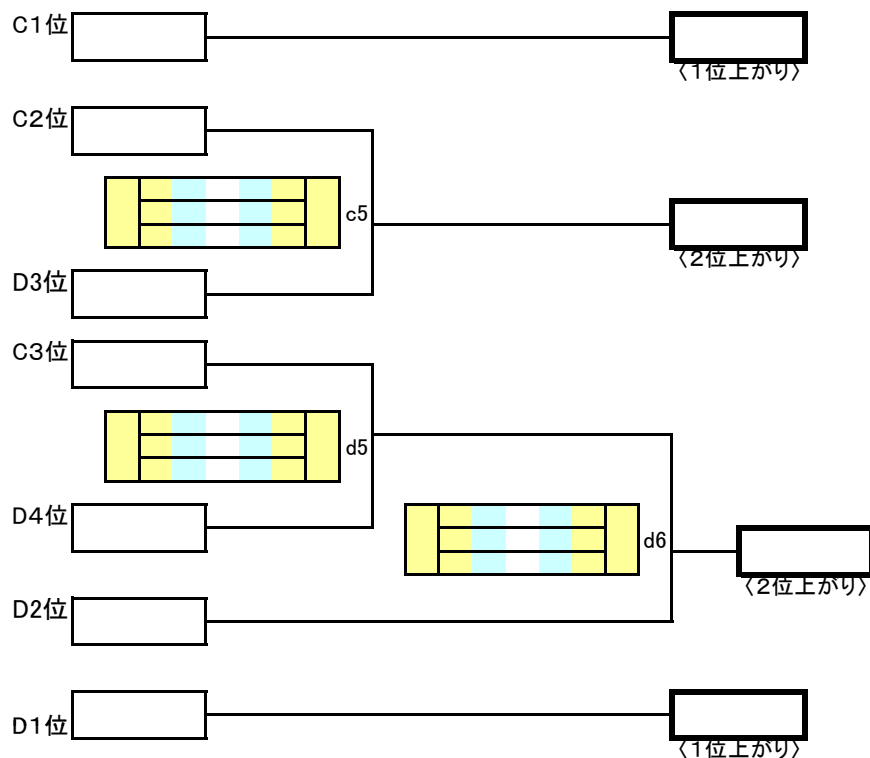 C1位
〈1位上がり〉
C2位
c5
〈2位上がり〉
D3位
C3位
d5
D4位
d6
〈2位上がり〉
D2位
D1位
〈1位上がり〉